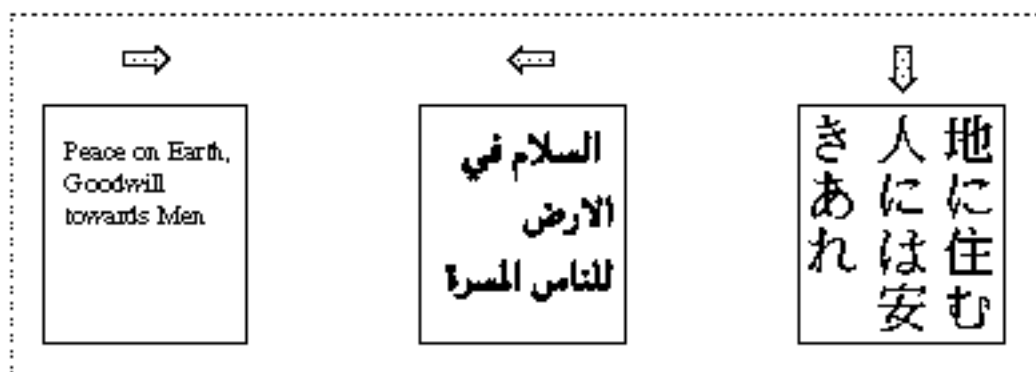 Peace on Earth,
Goodwill
towards Men
السلام في
الارض
للناس المسرة
地に住む
人には安
きあれ